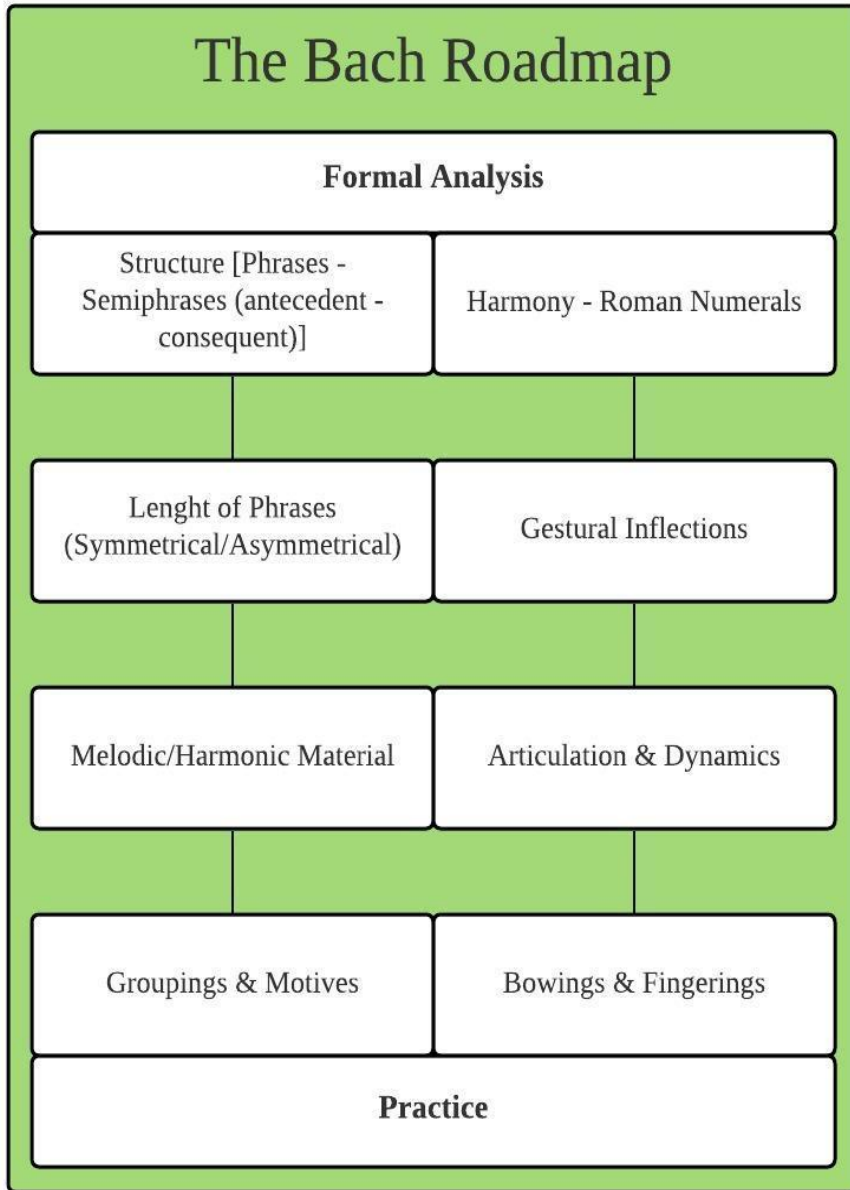 The Bach Roadmap
Formal Analysis
Structure [Phrases -
Semiphrases (antecedent -
consequent)]
Harmony - Roman Numerals
Lenght of Phrases
(Symmetrical/Asymmetrical)
Gestural Inflections
Melodic/Harmonic Material
Articulation & Dynamics
Groupings & Motives
Bowings & Fingerings
Practice